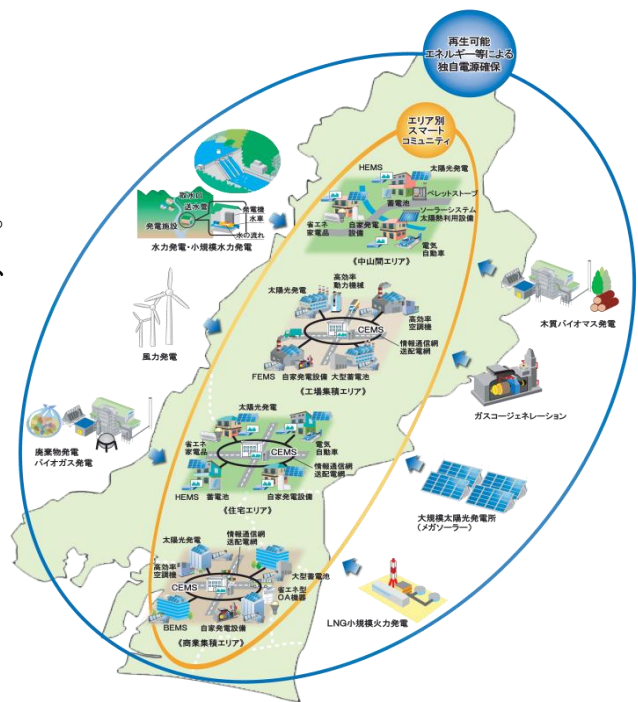 再生可能
エネルギー等による
独自電源確保
エリア別
スマート
コミュニティ
HEMS
太陽光発電
ペレットストーブ
蓄電池
ソーラーシステム
太陽熱利用設備
省エネ
家電品
自家発電
設備
電気
自動車
《中山間エリア》
取水口
送水管
発電機
水車
発電施設
水の流れ
水力発電・小規模水力発電
風力発電
木質バイオマス発電
太陽光発電
高効率
動力機械
高効率
空調機
CEMS
情報通信網
送配電網
FEMS
自家発電設備
大型蓄電池
《工場集積エリア》
ガスコージェネレーション
廃棄物発電
バイオガス発電
太陽光発電
省エネ
家電品
電気
自動車
CEMS
情報通信網
送配電網
HEMS
蓄電池
自家発電設備
《住宅エリア》
大規模太陽光発電所
（メガソーラー）
太陽光発電
情報通信網
送配電網
高効率
空調機
大型蓄電池
CEMS
省エネ型
OA機器
BEMS
自家発電設備
《商業集積エリア》
LNG小規模火力発電